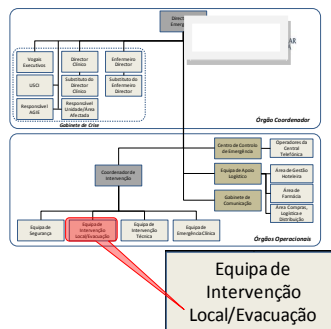 Direc
Emerg
AR
Vogais
Executivos
Director
Clínico
Enfermeiro
Director
USCI
Substituto do
Director
Clínico
Substituto do
Enfermeiro
Director
Responsável
AGIS
Responsável
Unidade/Área
Afectada
Gabinete de Crise
Órgão Coordenador
Centro de Controlo
de Emergência
Operadores da
Central
Telefónica
Coordenador de
Intervenção
Equipa de Apoio
Logístico
Área de Gestão
Hoteleira
Área de
Farmácia
Gabinete de
Comunicação
Área Compras,
Logística e
Distribuição
Equipa de
Segurança
Equipa de
Intervenção
Local/Evacuação
Equipa de
Intervenção
Técnica
Equipa de
Emergência Clínica
Órgãos Operacionais
Equipa de
Intervenção
Local/Evacuação